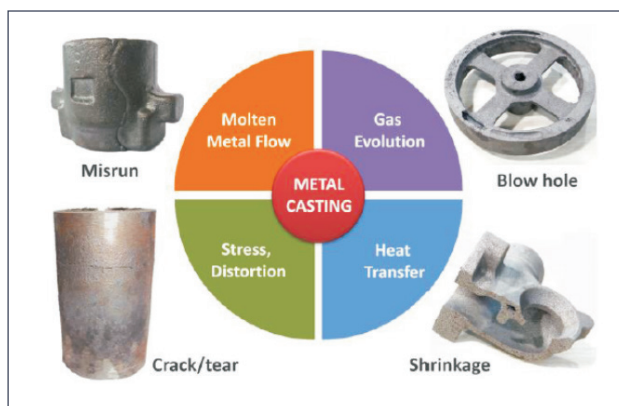 Molten
Metal Flow
Gas
Evolution
Misrun
Blow hole
METAL
CASTING
Stress,
Distortion
Heat
Transfer
Crack/tear
Shrinkage